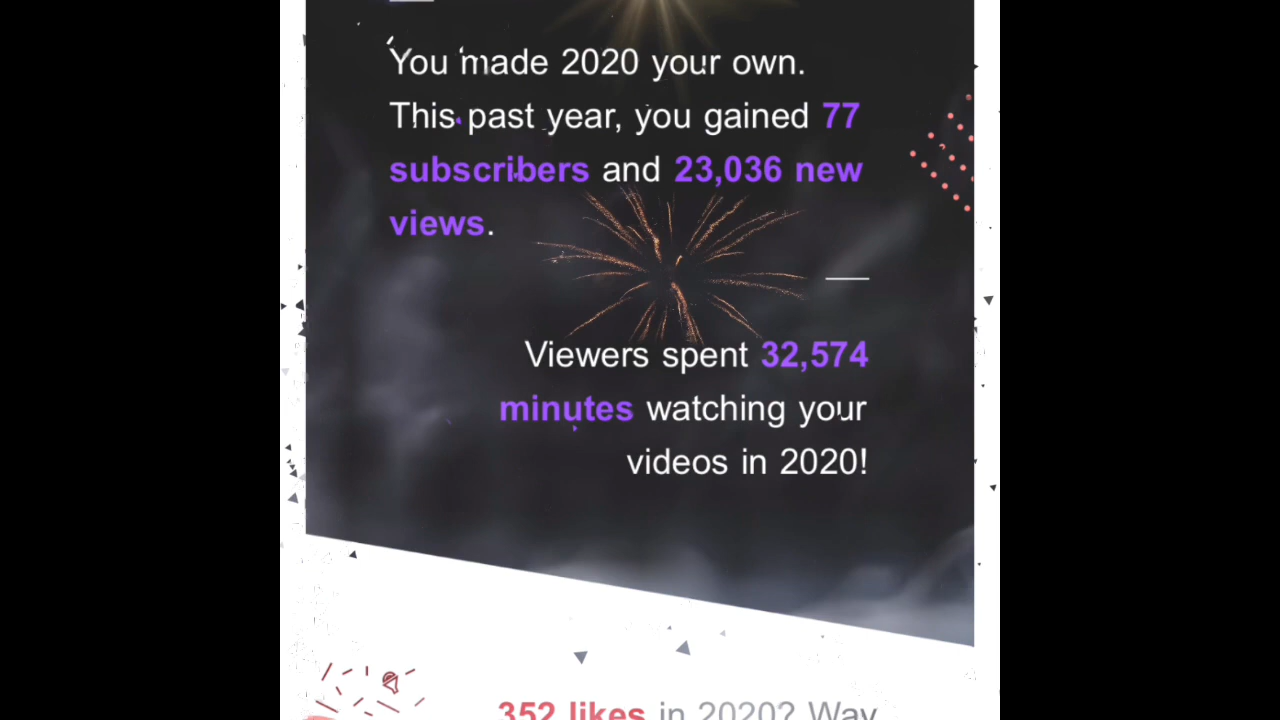 You made 2020 your own.
This past year, you gained 77
subscribers and 23,036 new
views.
Viewers spent 32,574
minutes watching your
videos in 2020!
352 likes in 2020? Way